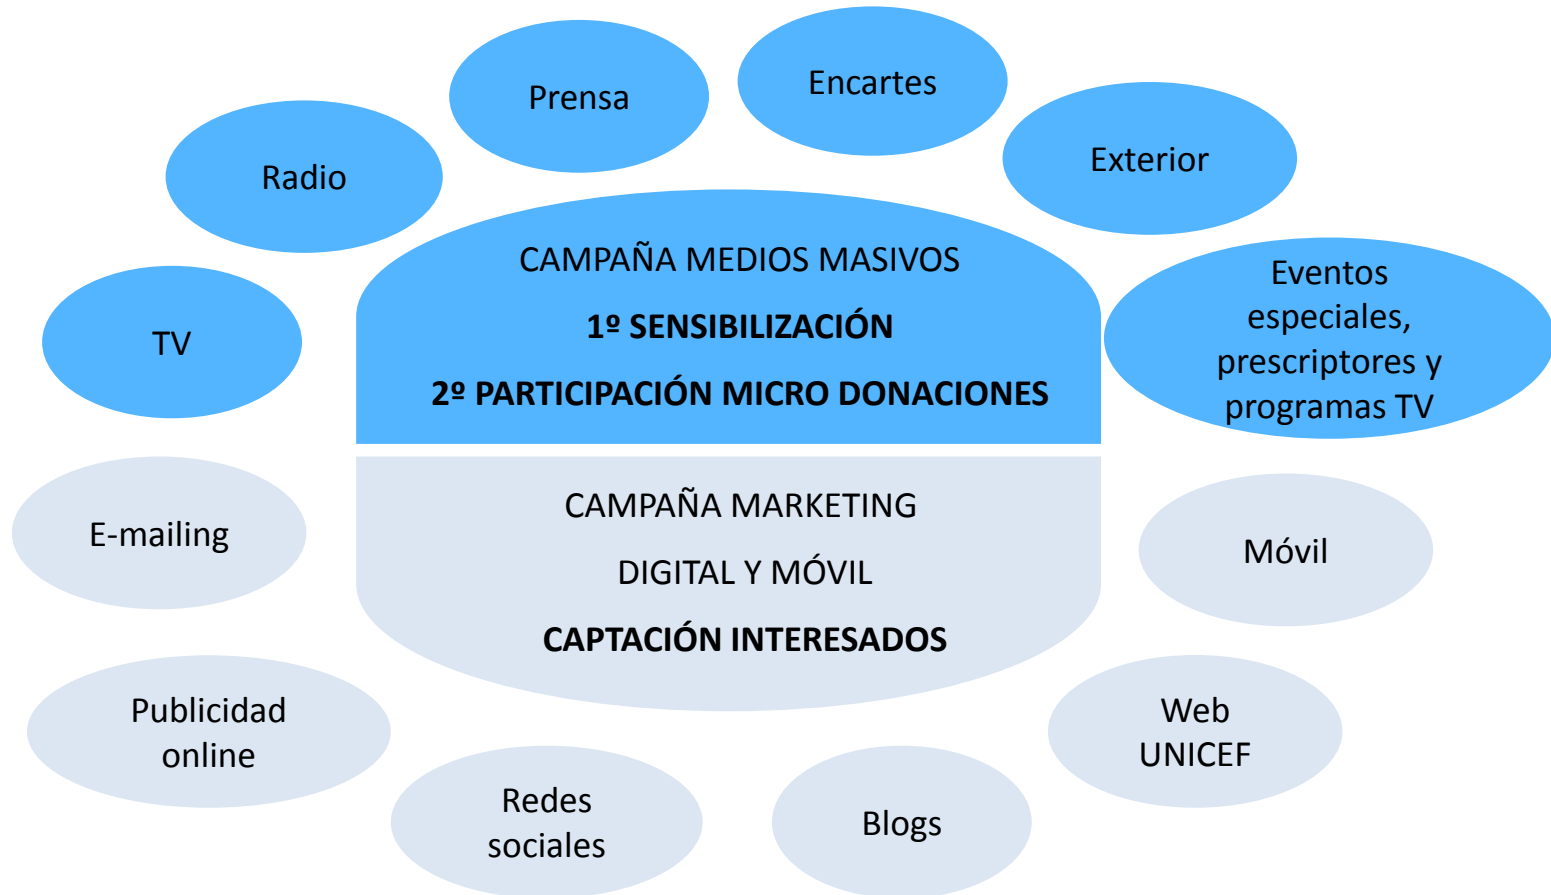 Prensa
Encartes
Radio
Exterior
CAMPAÑA MEDIOS MASIVOS
1º SENSIBILIZACIÓN
2º PARTICIPACIÓN MICRO DONACIONES
TV
Eventos
especiales,
prescriptores y
programas TV
E-mailing
CAMPAÑA MARKETING
DIGITAL Y MÓVIL
CAPTACIÓN INTERESADOS
Móvil
Publicidad
online
Redes
sociales
Blogs
Web
UNICEF